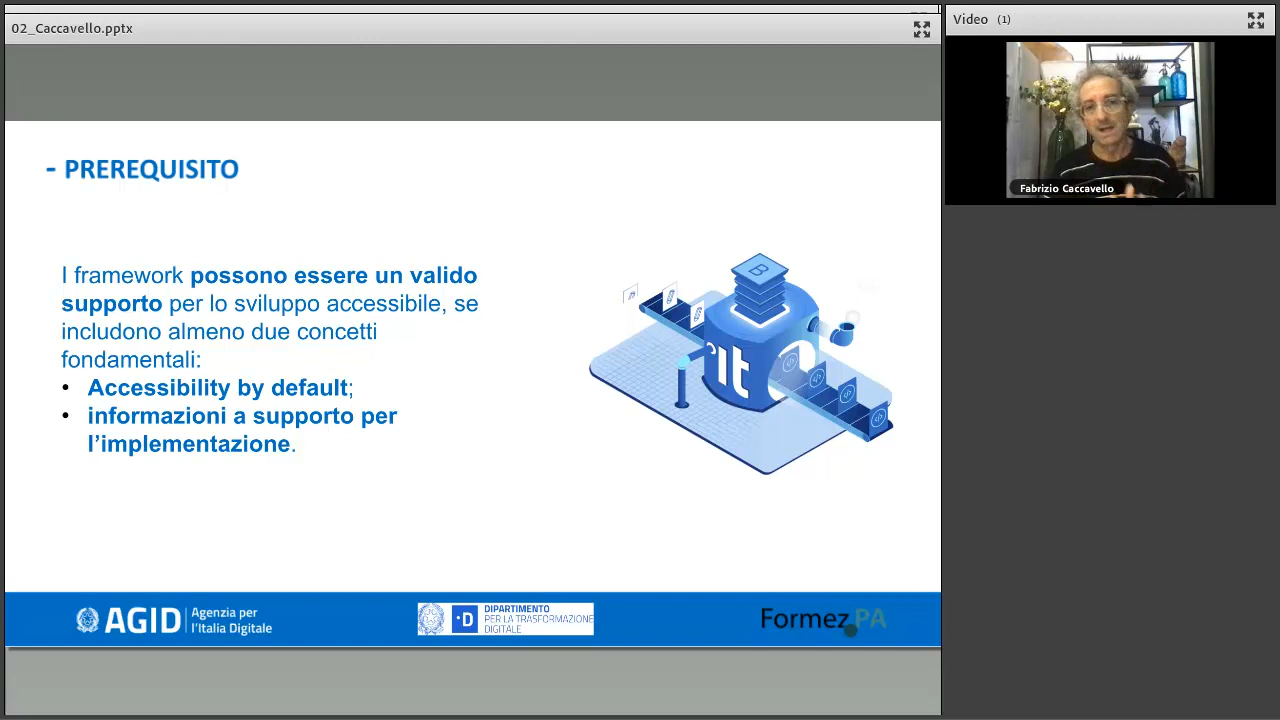 02_Caccavello.pptx
Video (1)
Fabrizio Caccavello
- PREREQUISITO
I framework possono essere un valido
supporto per lo sviluppo accessibile, se
includono almeno due concetti
fondamentali:
• Accessibility by default;
• informazioni a supporto per
l’implementazione.
B
it
AGID Agenzia per
l'Italia Digitale
·D
DIPARTIMENTO
PER LA TRASFORMAZIONE
DIGITALE
Formez PA